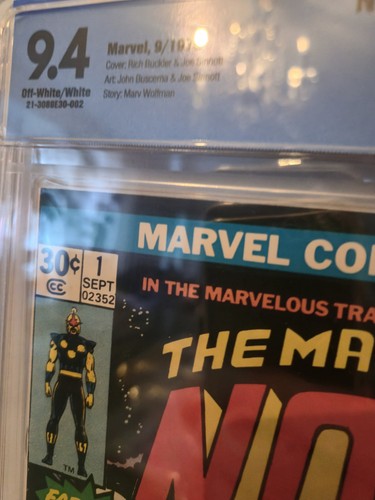 9.4
Off-White/White
21-3088E30-002
Marvel, 9/197
Cover: Rich Buckler & Joe Sinnott
Art: John Buscema & Joe Sinnott
Story: Marv Wolfman
MARVEL CO
30¢
CC
1
SEPT
02352
IN THE MARVELOUS TRA
THE MA
NO
TM